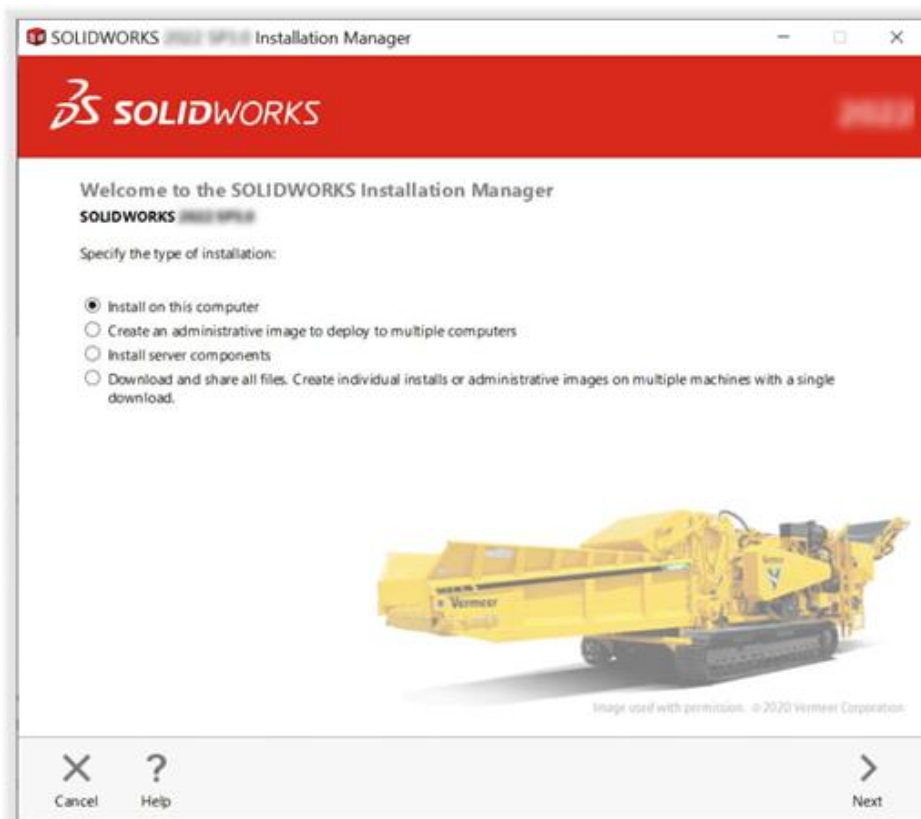 SOLIDWORKS Installation Manager
3S SOLIDWORKS
Welcome to the SOLIDWORKS Installation Manager
SOLIDWORKS
Specify the type of installation:
Install on this computer
Create an administrative image to deploy to multiple computers
Install server components
Download and share all files. Create individual installs or administrative images on multiple machines with a single
download.
Vermeer
Vermeer
Image used with permission. © 2020 Vermeer Corporation
Cancel
Help
Next